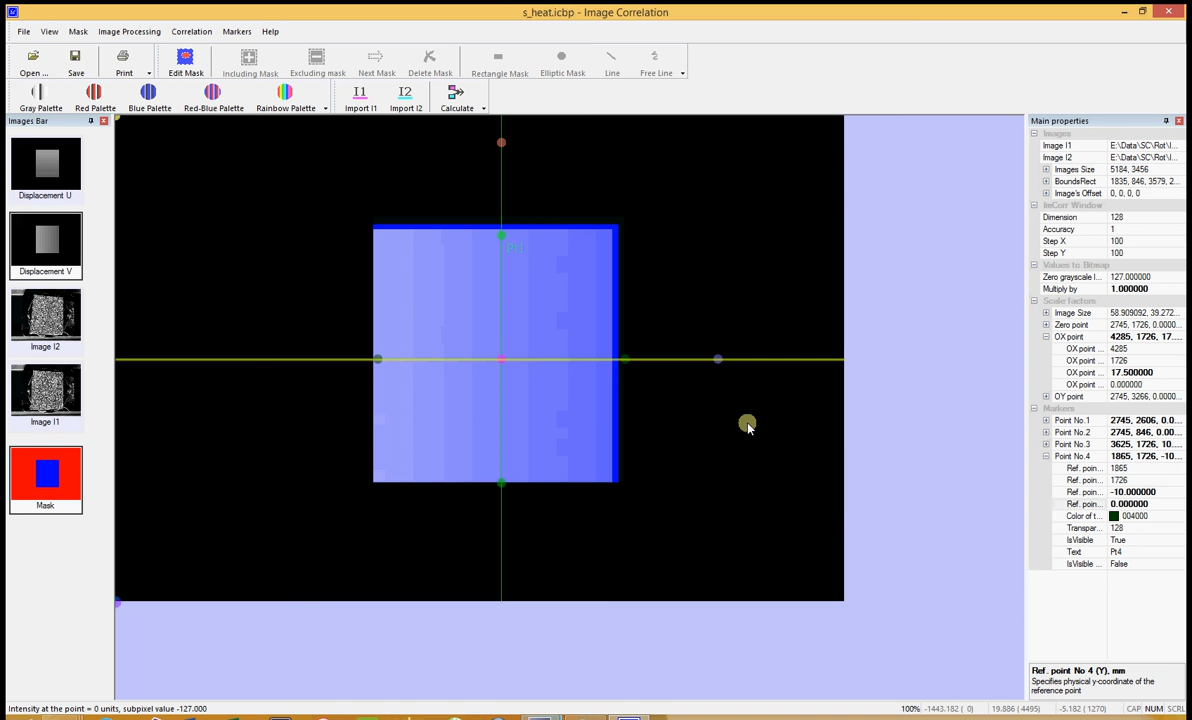 s_heat.icbp - Image Correlation
File View Mask Image Processing Correlation Markers Help
Open ... Save Print Edit Mask Including Mask Excluding mask Next Mask Delete Mask Rectangle Mask Elliptic Mask Line Free Line
I1 I2
Gray Palette Red Palette Blue Palette Red-Blue Palette Rainbow Palette Import I1 Import I2 Calculate
Images Bar
Displacement U
Displacement V
Image I2
Image I1
Mask
Main properties
Images
Image I1 E:\Data\SC\Rot\I...
Image I2 E:\Data\SC\Rot\I...
Images Size 5184, 3456
BoundsRect 1835, 846, 3579, 2...
Image's Offset 0, 0, 0, 0
ImCorr Window
Dimension 128
Accuracy 1
Step X 100
Step Y 100
Values to Bitmap
Zero grayscale l... 127.000000
Multiply by 1.000000
Scale factors
Image Size 58.909092, 39.272...
Zero point 2745, 1726, 0.0000...
OX point 4285, 1726, 17....
OX point ... 4285
OX point ... 1726
OX point ... 17.500000
OX point ... 0.000000
OY point 2745, 3266, 0.0000...
Markers
Point No.1 2745, 2606, 0.0...
Point No.2 2745, 846, 0.00...
Point No.3 3625, 1726, 10....
Point No.4 1865, 1726, -10...
Ref. poin... 1865
Ref. poin... 1726
Ref. poin... -10.000000
Ref. poin... 0.000000
Color of t... 004000
Transpar... 128
IsVisible True
Text Pt4
IsVisible ... False
Ref. point No 4 (Y), mm
Specifies physical y-coordinate of the
reference point
Intensity at the point = 0 units, subpixel value -127.000
100% -1443.182 ( 0) 19.886 (4495) -5.182 (1270) CAP NUM SCRL